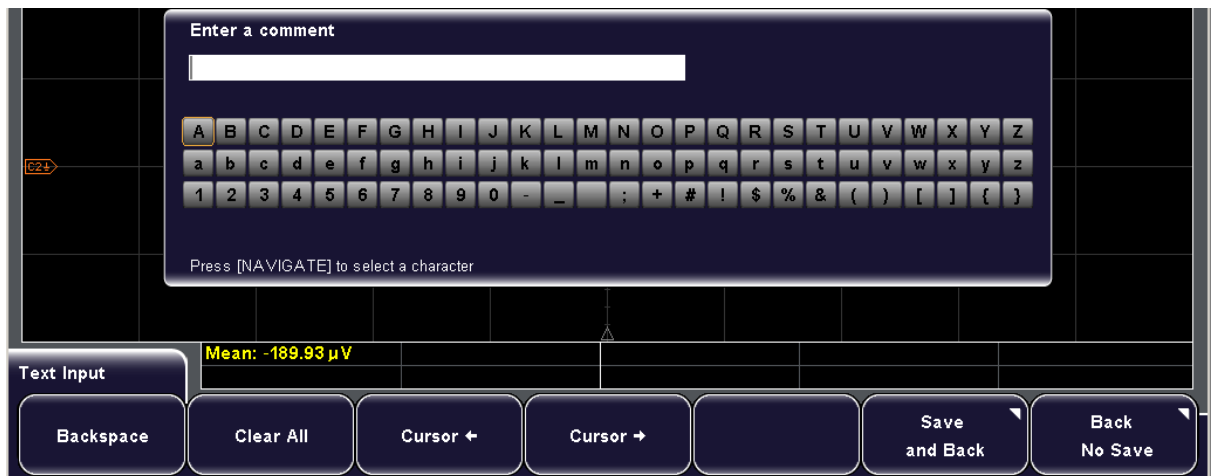 Enter a comment
A B C D E F G H I J K L M N O P Q R S T U V W X Y Z
C2
a b c d e f g h i j k l m n o p q r s t u v w x y z
1 2 3 4 5 6 7 8 9 0 - _ ; + # ! $ % & ( ) [ ] { }
Press [NAVIGATE] to select a character
Mean: -189.93 µV
Text Input
Backspace
Clear All
Cursor ←
Cursor →
Save
and Back
Back
No Save